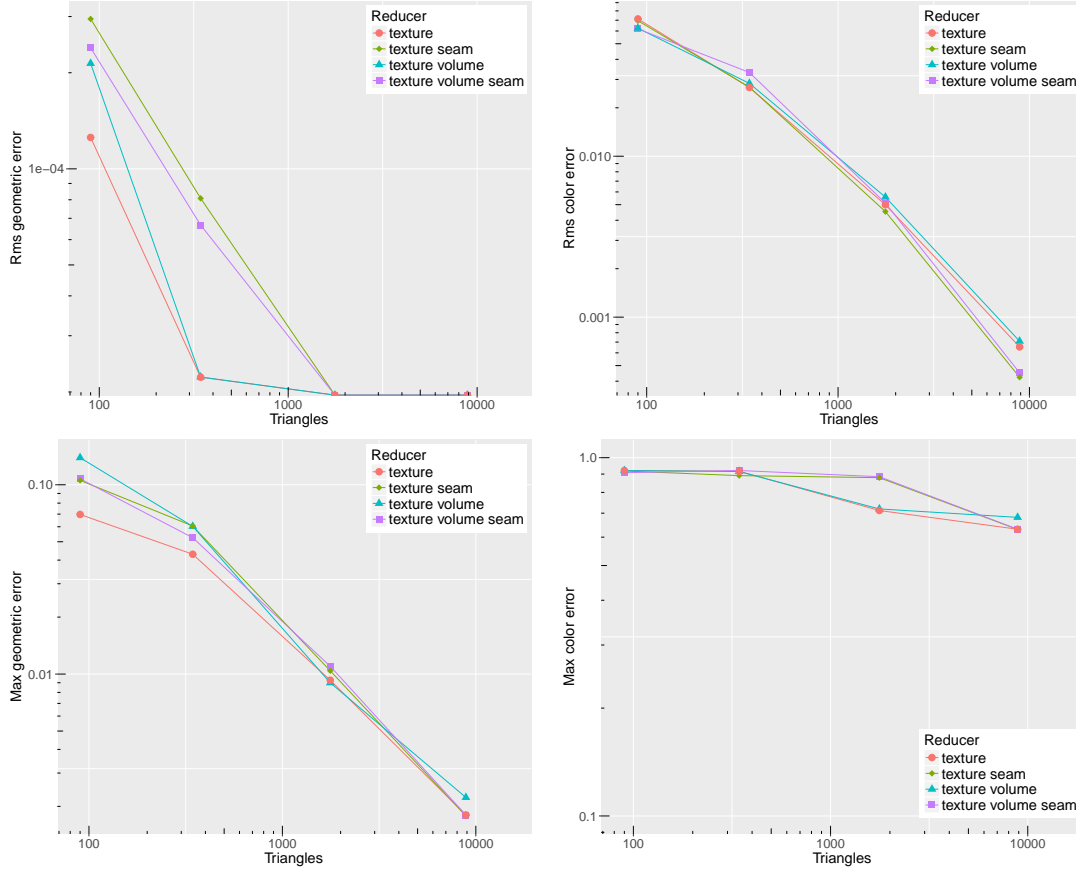 Rms geometric error
1e−04
100
1000
10000
Triangles
Reducer
texture
texture seam
texture volume
texture volume seam
Rms color error
0.010
0.001
100
1000
10000
Triangles
Reducer
texture
texture seam
texture volume
texture volume seam
Max geometric error
0.10
0.01
100
1000
10000
Triangles
Reducer
texture
texture seam
texture volume
texture volume seam
Max color error
1.0
0.1
100
1000
10000
Triangles
Reducer
texture
texture seam
texture volume
texture volume seam